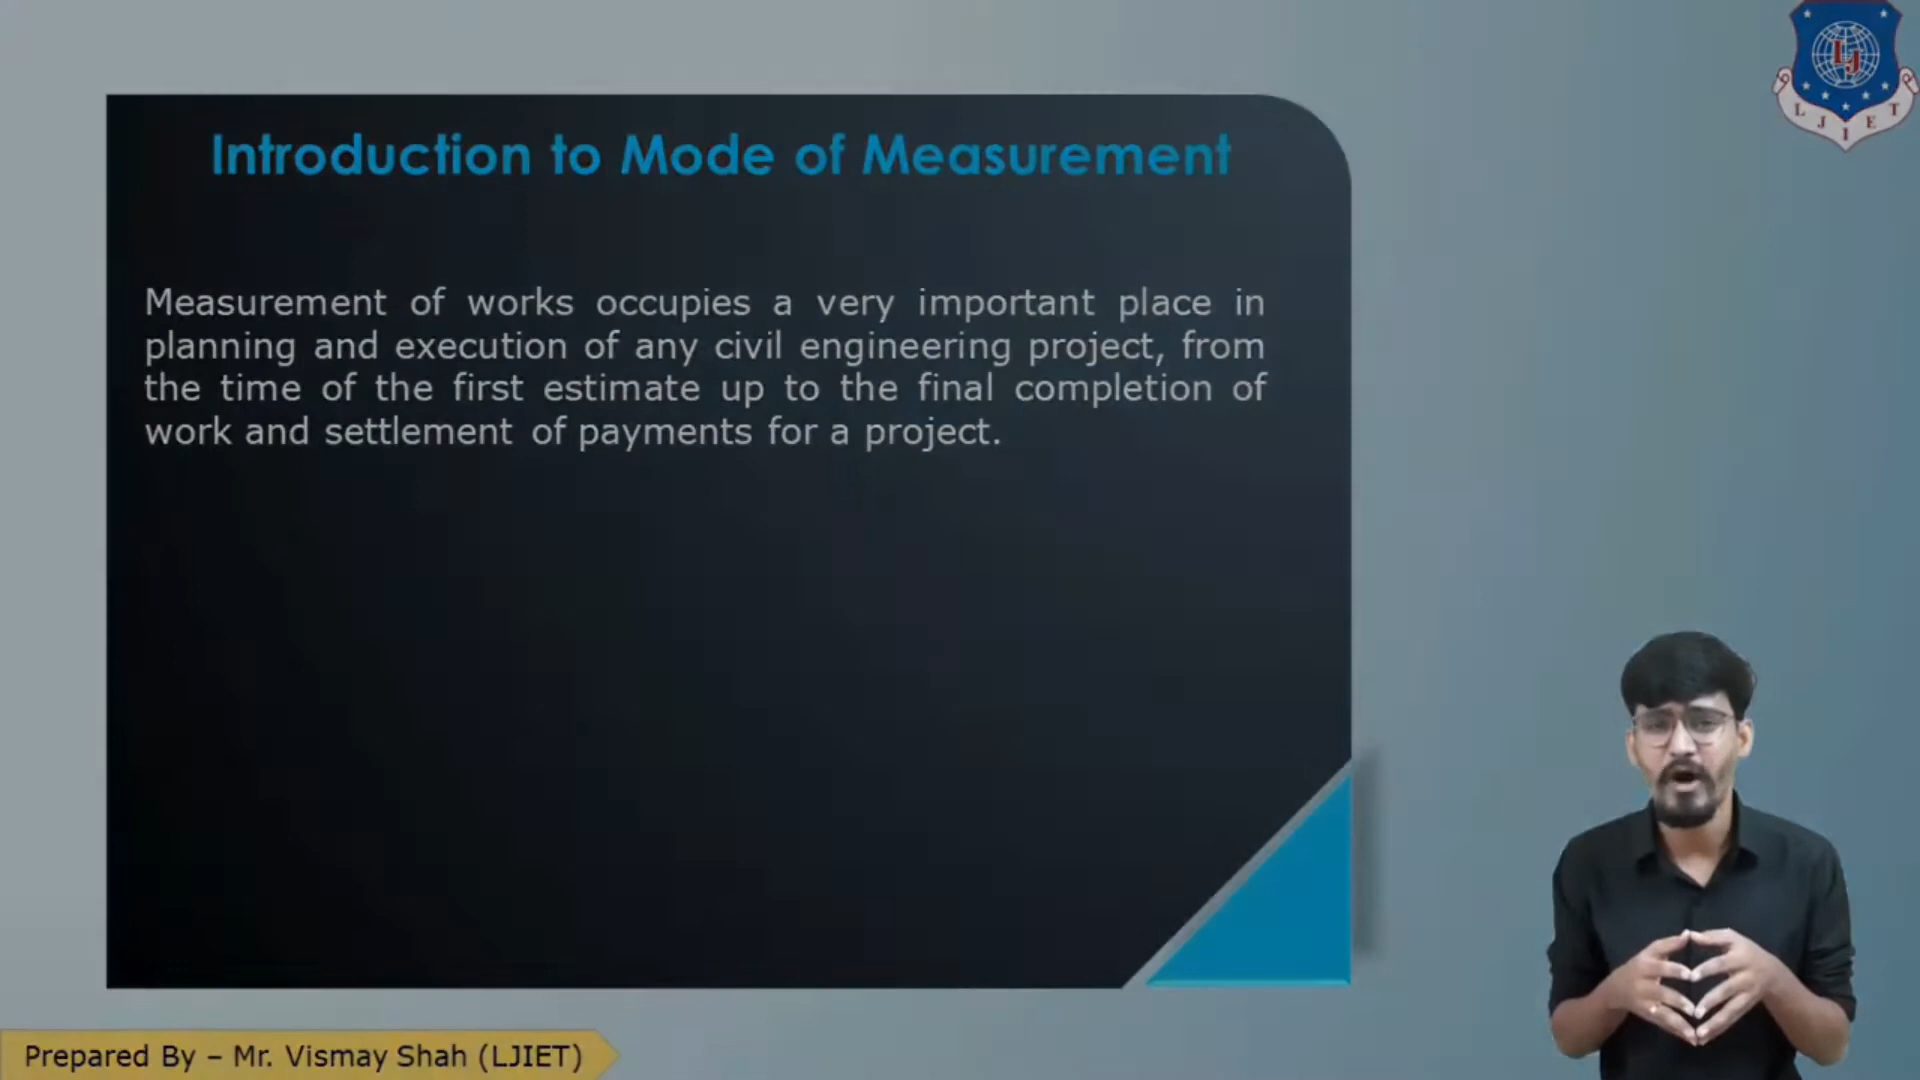 LJ
LJIET
Introduction to Mode of Measurement
Measurement of works occupies a very important place in
planning and execution of any civil engineering project, from
the time of the first estimate up to the final completion of
work and settlement of payments for a project.
Prepared By – Mr. Vismay Shah (LJIET)